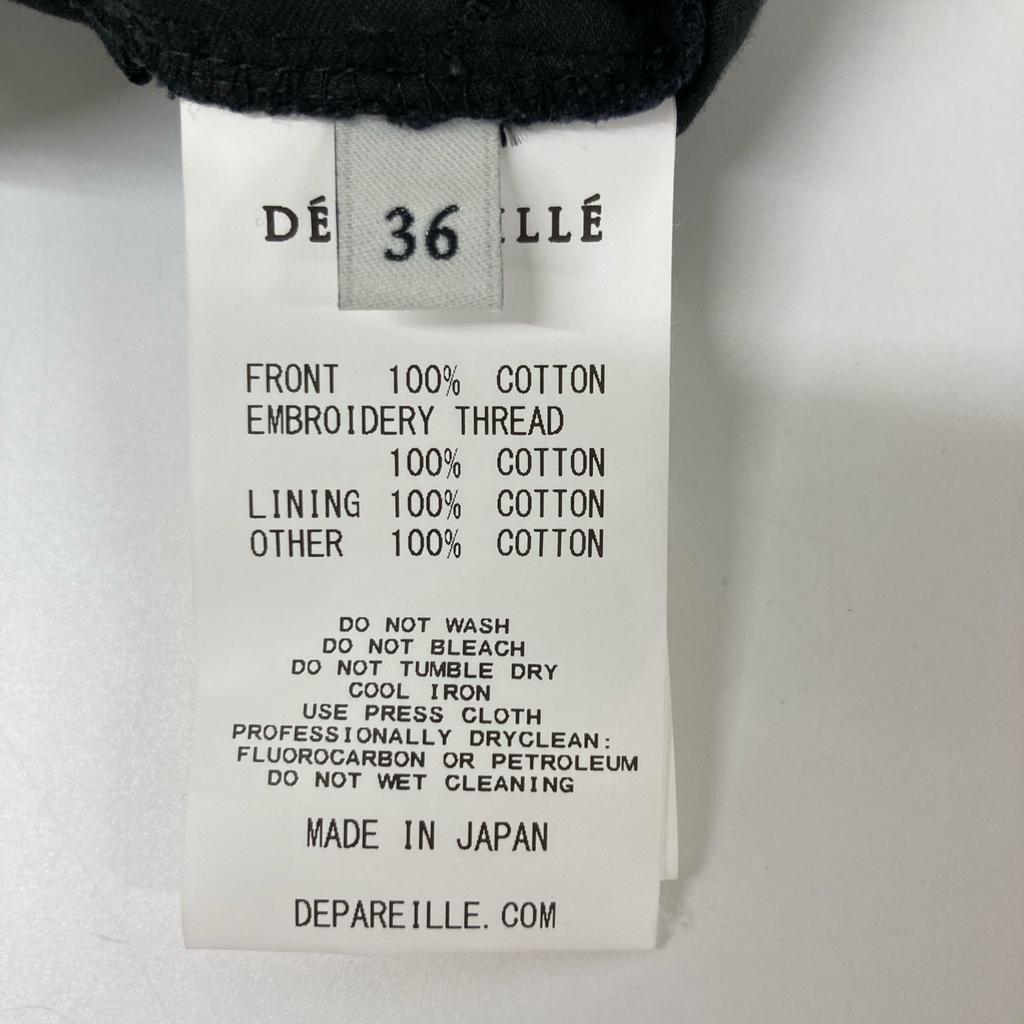 DÉ ILLÉ
36
FRONT 100% COTTON
EMBROIDERY THREAD
100% COTTON
LINING 100% COTTON
OTHER 100% COTTON
DO NOT WASH
DO NOT BLEACH
DO NOT TUMBLE DRY
COOL IRON
USE PRESS CLOTH
PROFESSIONALLY DRYCLEAN:
FLUOROCARBON OR PETROLEUM
DO NOT WET CLEANING
MADE IN JAPAN
DEPAREILLE.COM